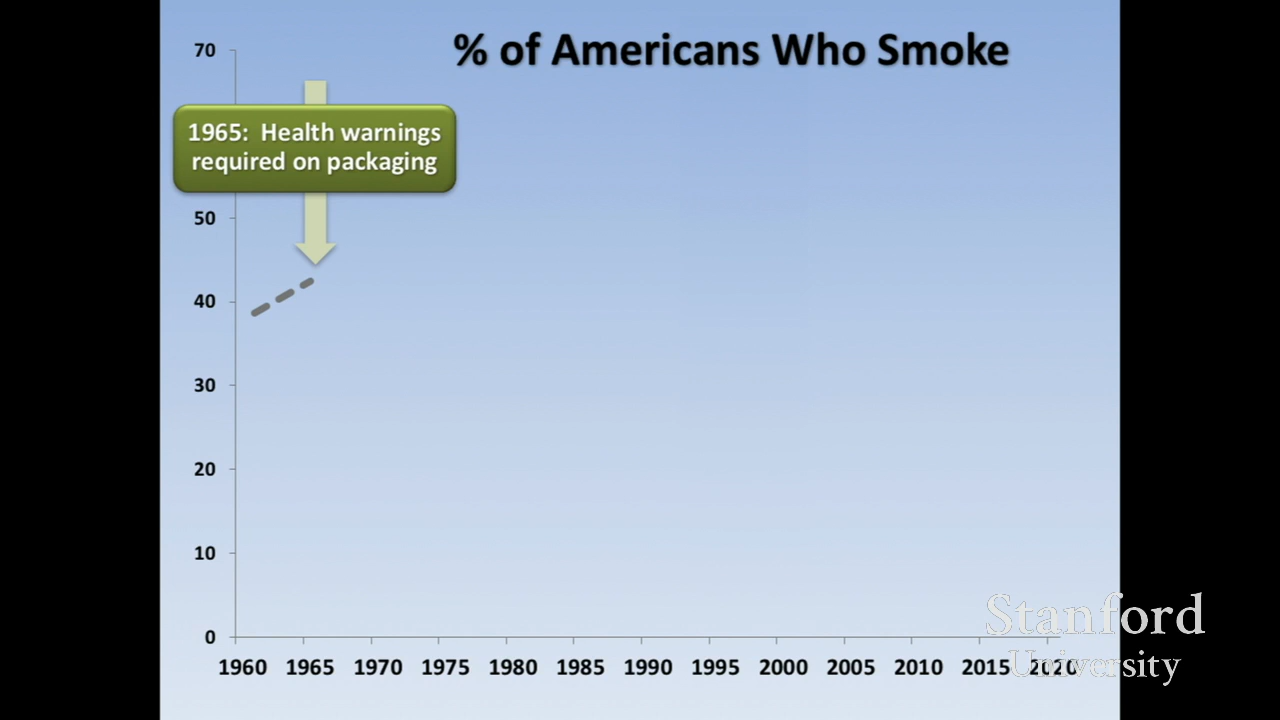 % of Americans Who Smoke
70
1965: Health warnings
required on packaging
50
40
30
20
10
0
1960 1965 1970 1975 1980 1985 1990 1995 2000 2005 2010 2015 2020
Stanford
University